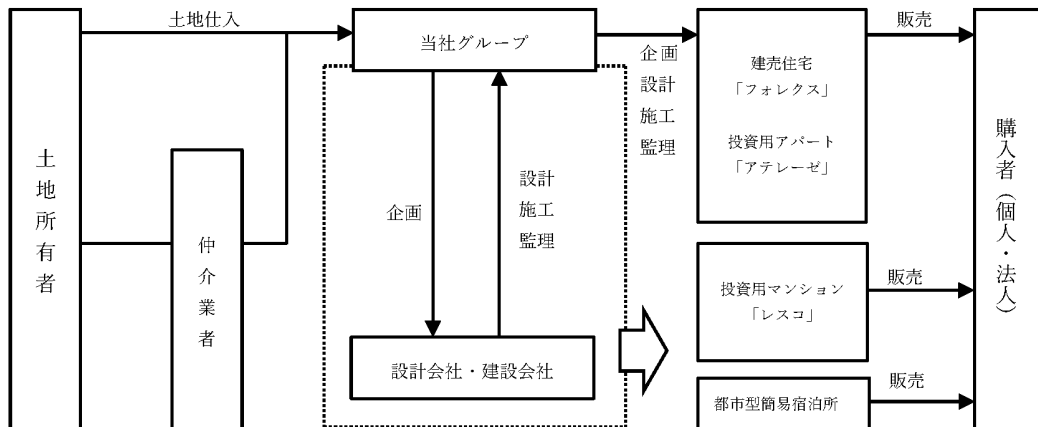 土地所有者
土地仕入
仲介業者
当社グループ
企画
設計
施工
監理
設計会社・建設会社
企画
設計
施工
監理
建売住宅
「フォレクス」
投資用アパート
「アテレーゼ」
販売
投資用マンション
「レスコ」
販売
都市型簡易宿泊所
販売
購入者（個人・法人）